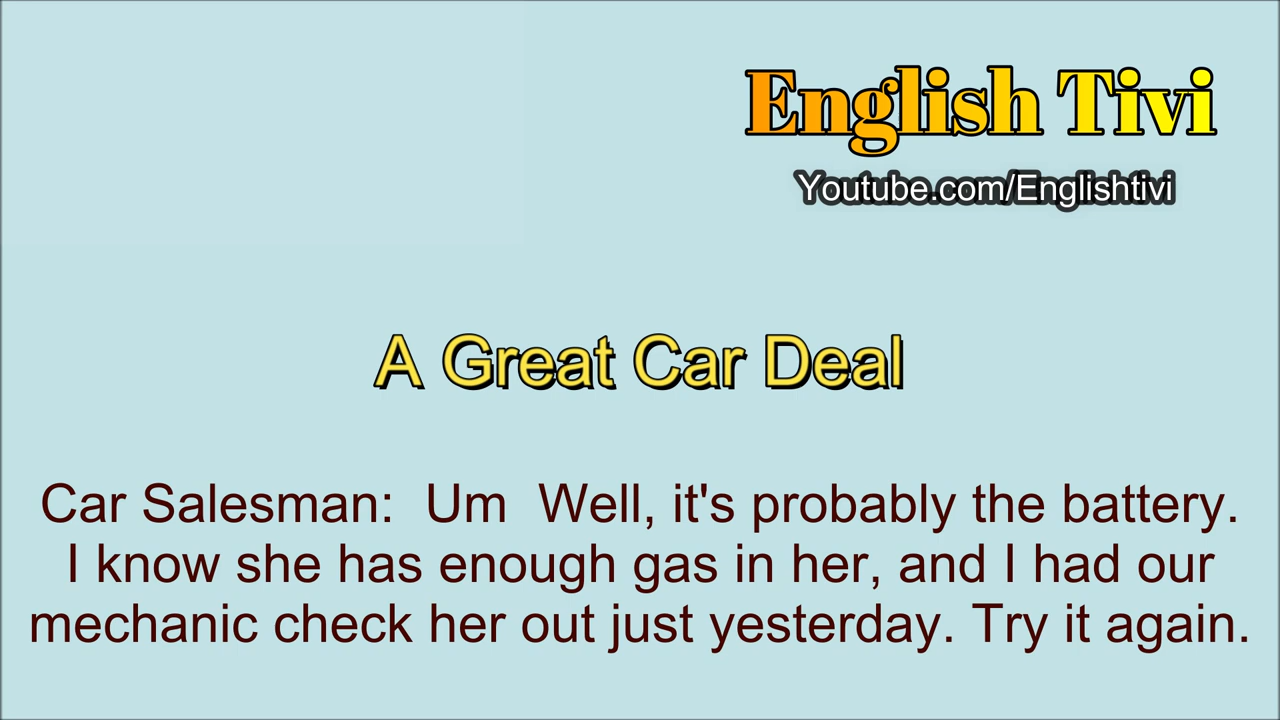 English Tivi
Youtube.com/Englishtivi
A Great Car Deal
Car Salesman:  Um  Well, it's probably the battery.
I know she has enough gas in her, and I had our
mechanic check her out just yesterday. Try it again.